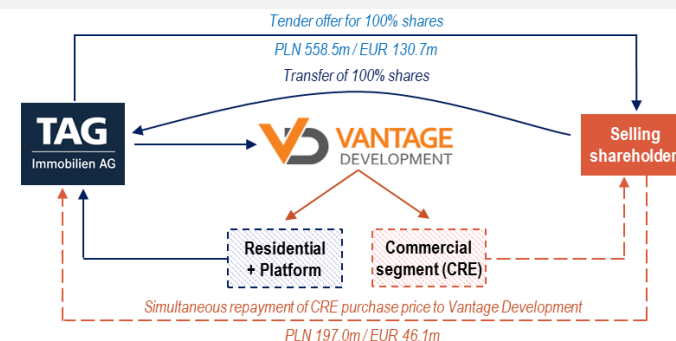 Tender offer for 100% shares
PLN 558.5m / EUR 130.7m
Transfer of 100% shares
TAG
Immobilien AG
VD VANTAGE
DEVELOPMENT
Selling
shareholder
Residential
+ Platform
Commercial
segment (CRE)
Simultaneous repayment of CRE purchase price to Vantage Development
PLN 197.0m / EUR 46.1m